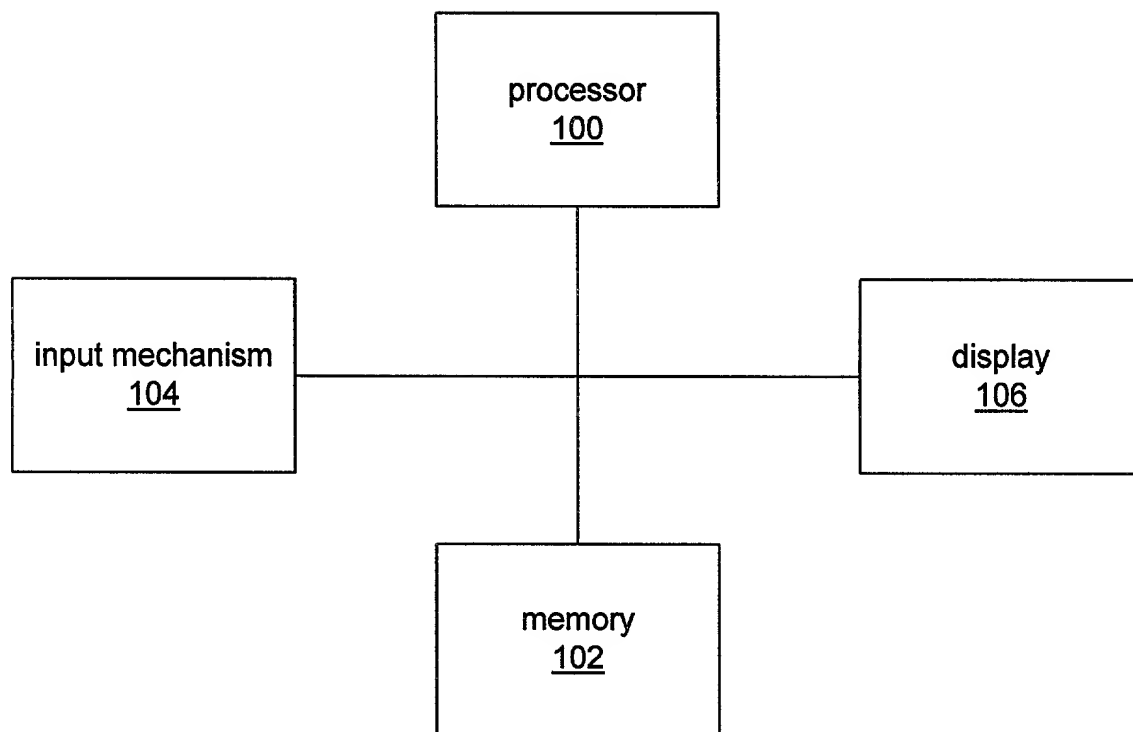 processor
100
input mechanism
104
display
106
memory
102